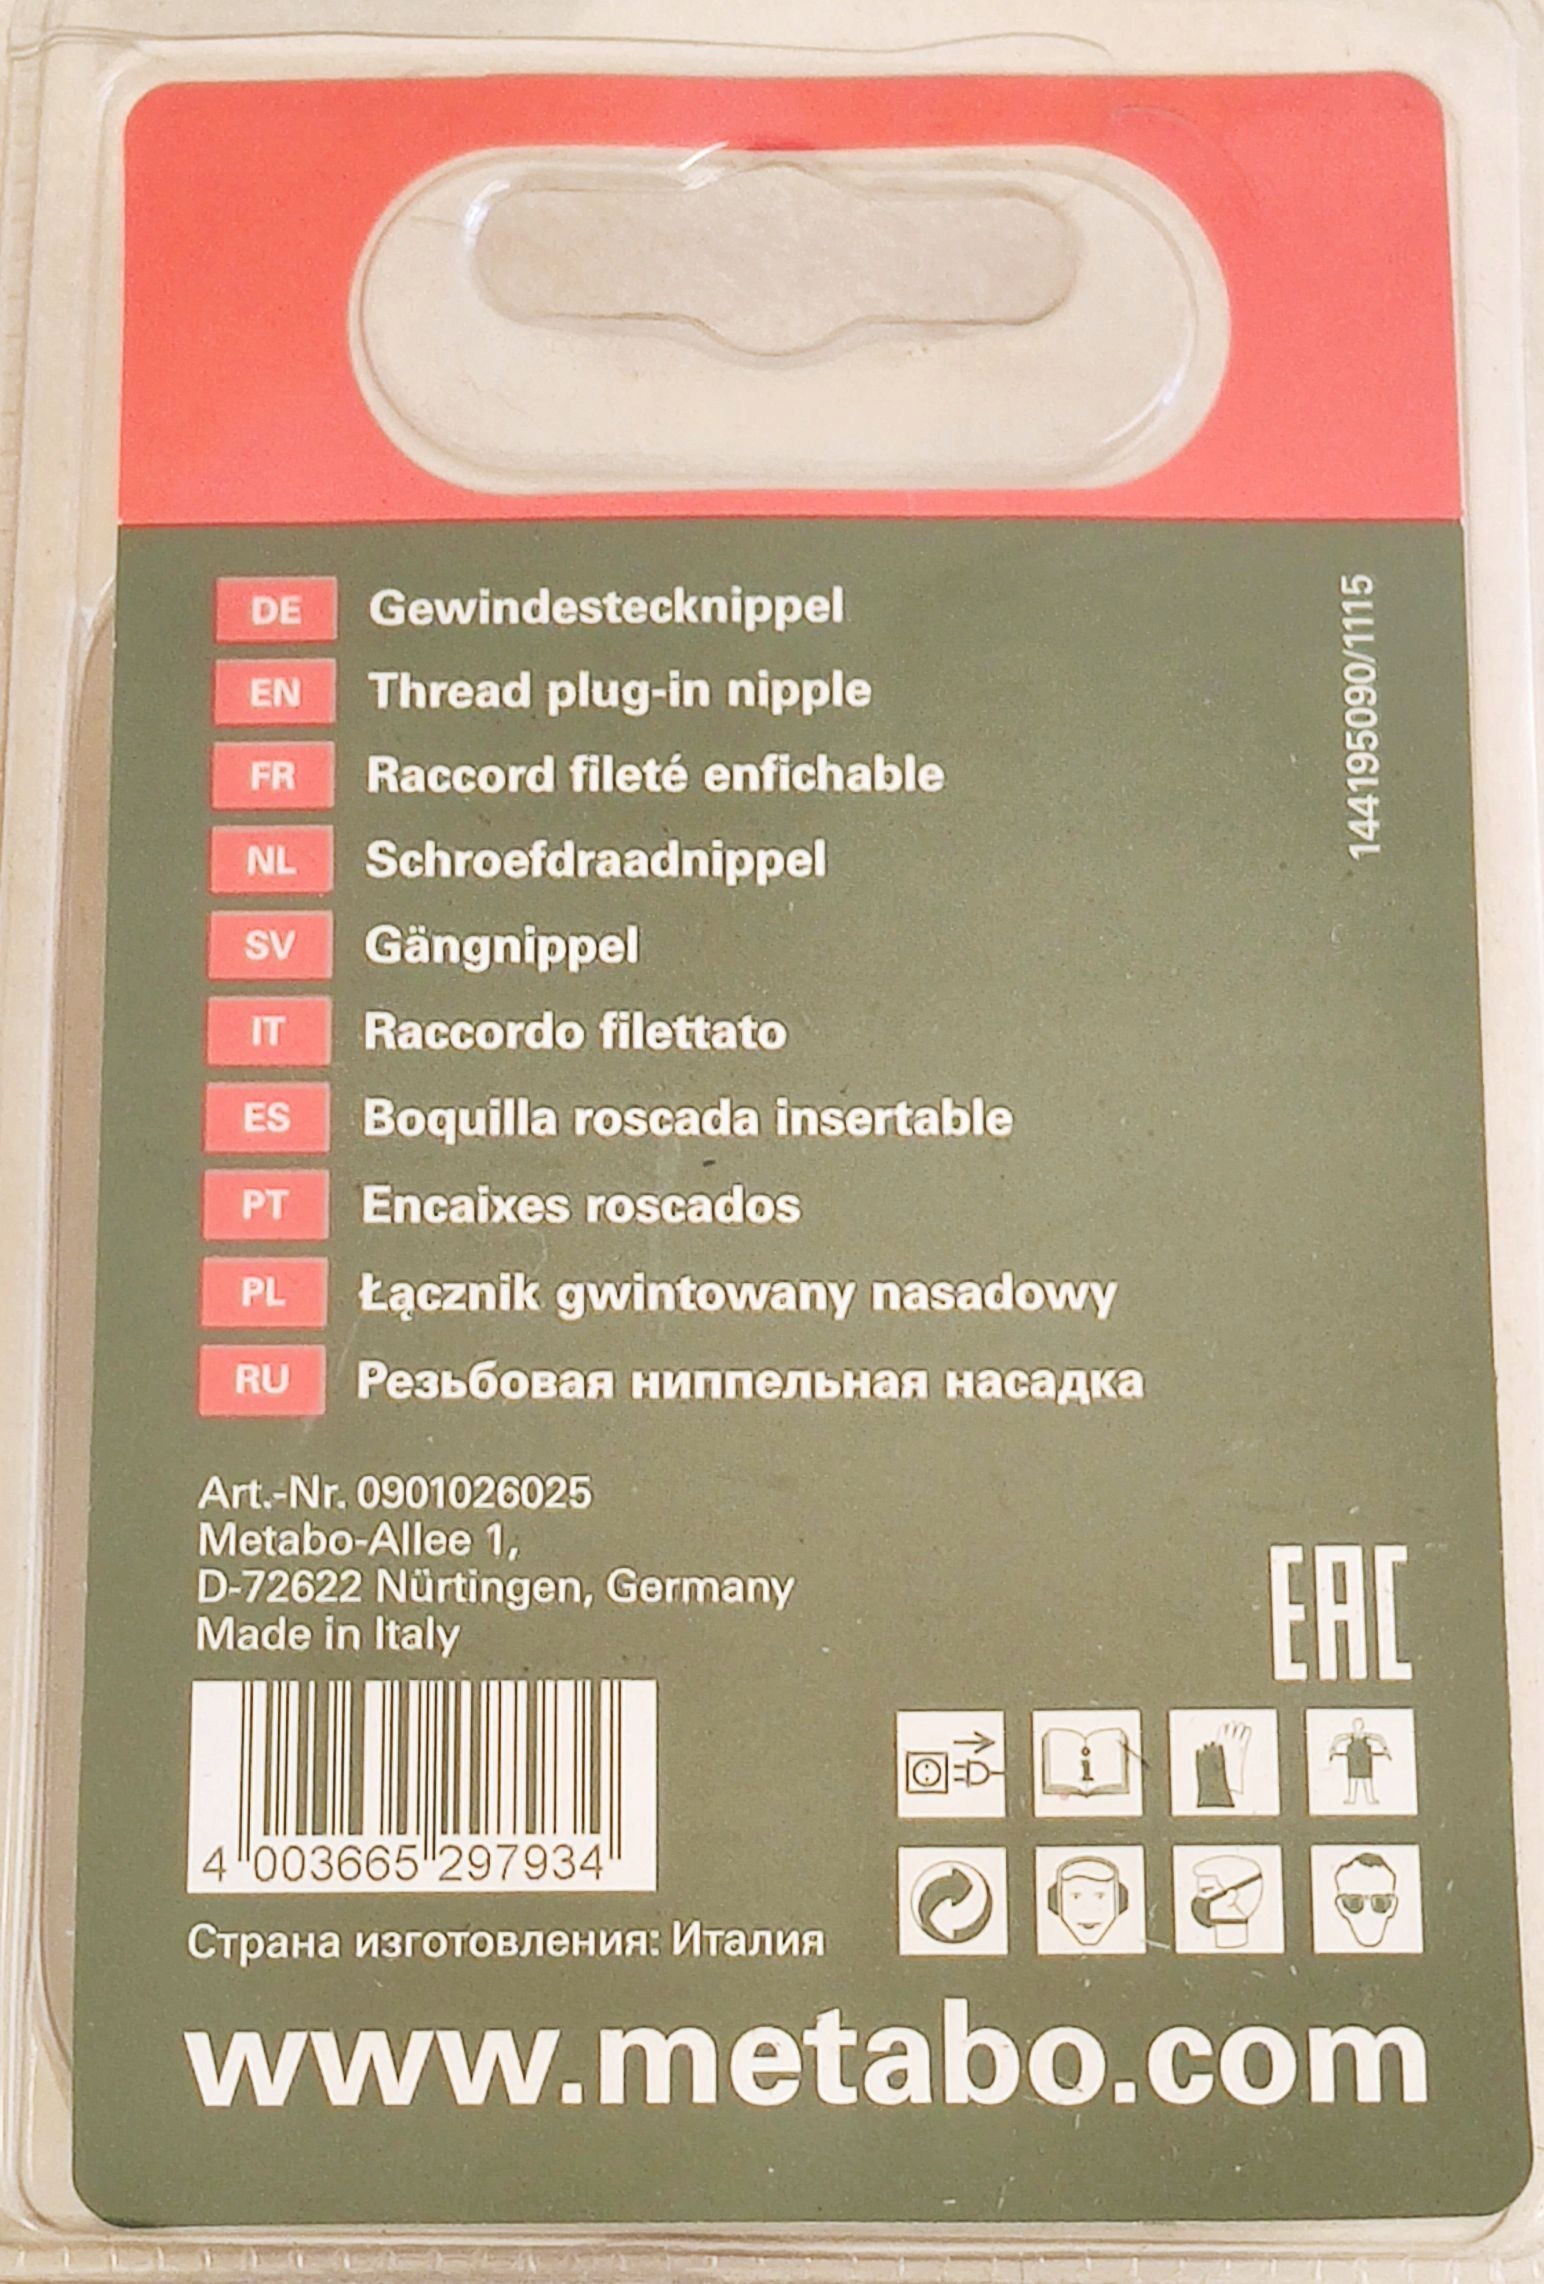 DE Gewindestecknippel
EN Thread plug-in nipple
FR Raccord fileté enfichable
NL Schroefdraadnippel
SV Gängnippel
IT Raccordo filettato
ES Boquilla roscada insertable
PT Encaixes roscados
PL Łącznik gwintowany nasadowy
RU Резьбовая ниппельная насадка
144195090/1115
Art.-Nr. 0901026025
Metabo-Allee 1,
D-72622 Nürtingen, Germany
Made in Italy
EAC
i
4 003665 297934
Страна изготовления: Италия
www.metabo.com